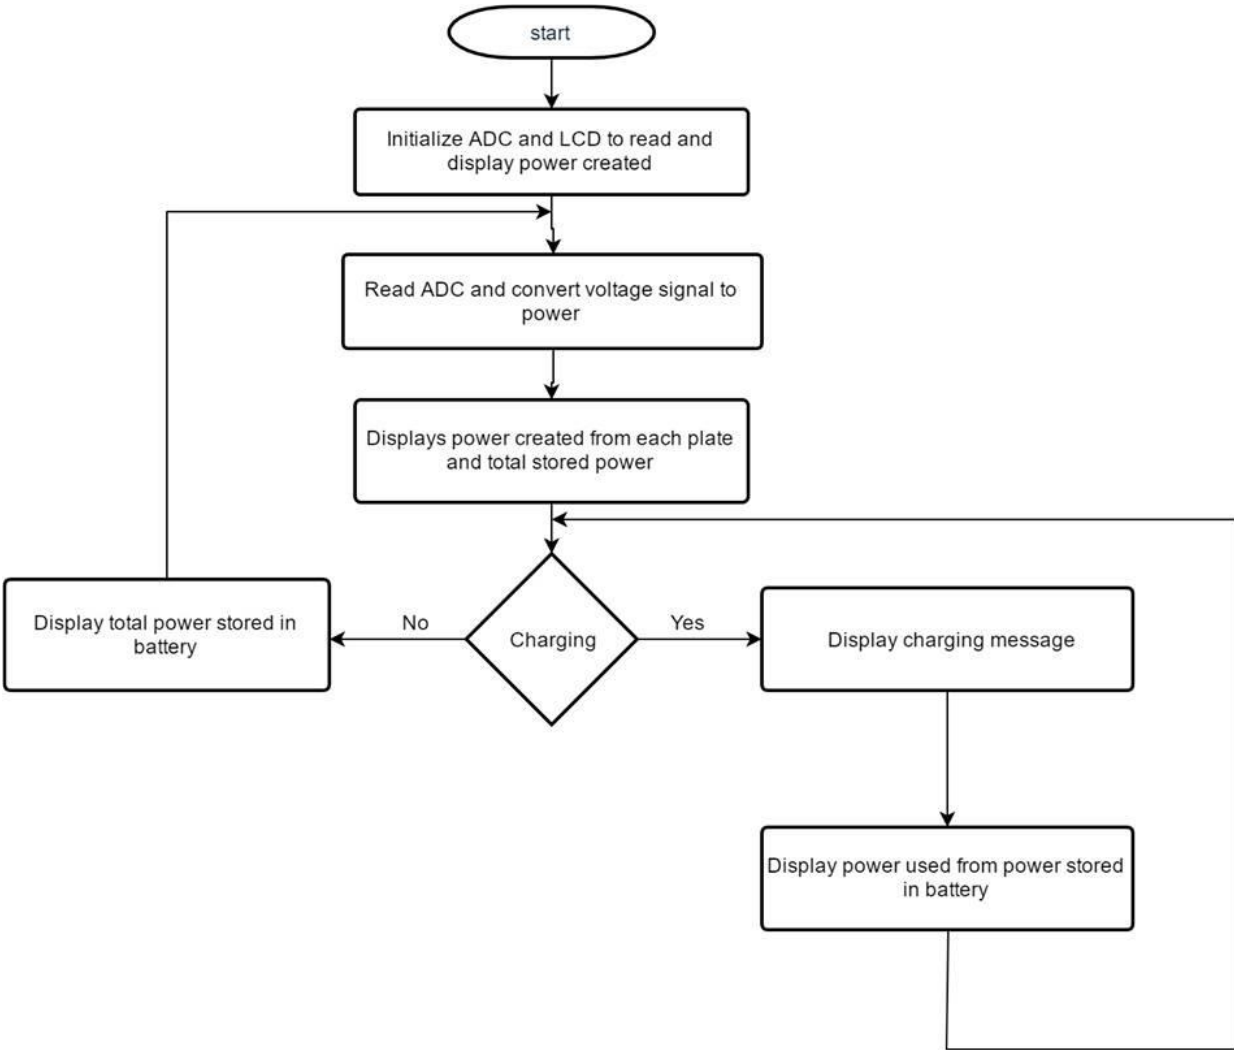 start
Initialize ADC and LCD to read and
display power created
Read ADC and convert voltage signal to
power
Displays power created from each plate
and total stored power
Charging
No
Yes
Display total power stored in
battery
Display charging message
Display power used from power stored
in battery